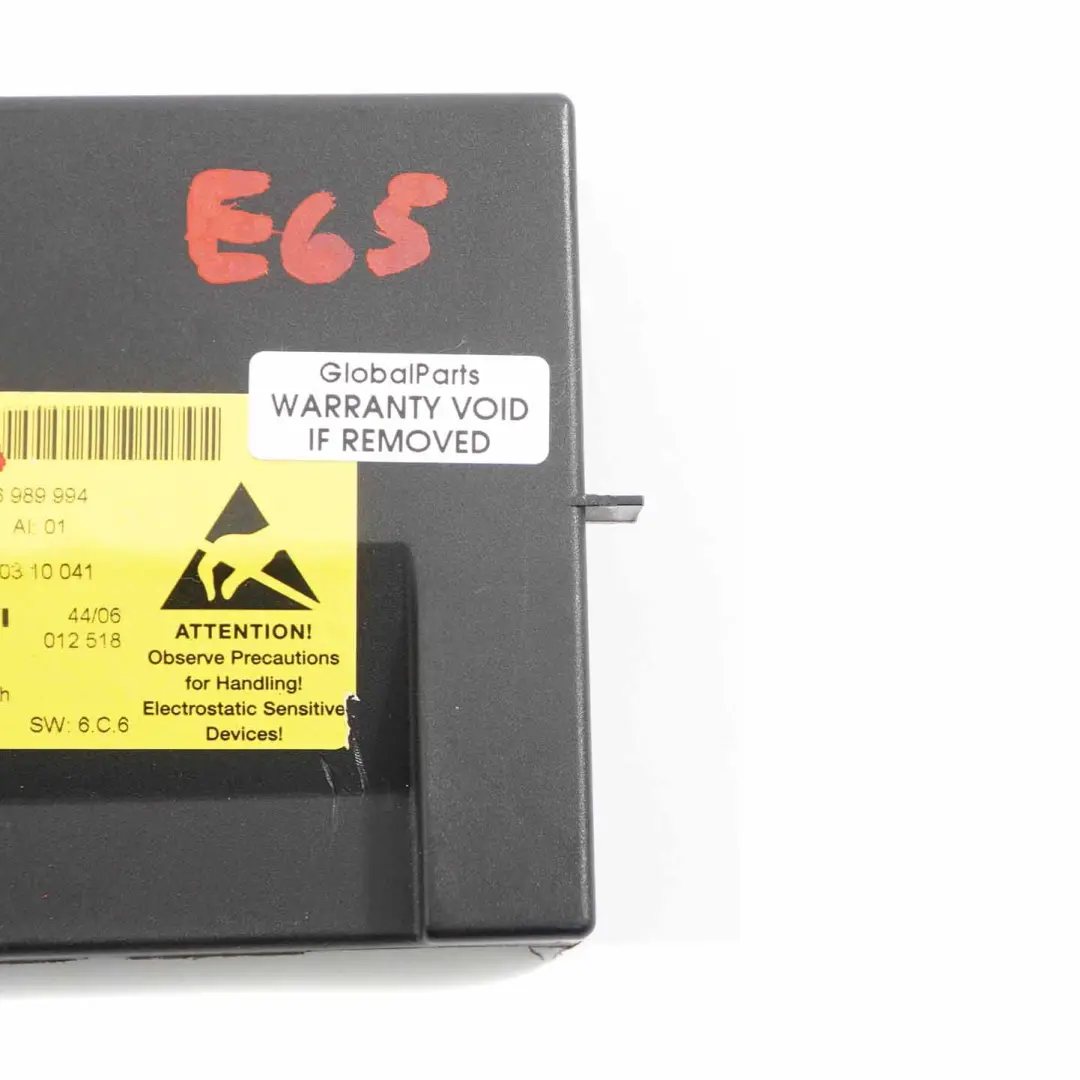 E65
GlobalParts
WARRANTY VOID
IF REMOVED
989 994
AI: 01
03 10 041
44/06
012 518
SW: 6.C.6
ATTENTION!
Observe Precautions
for Handling!
Electrostatic Sensitive
Devices!